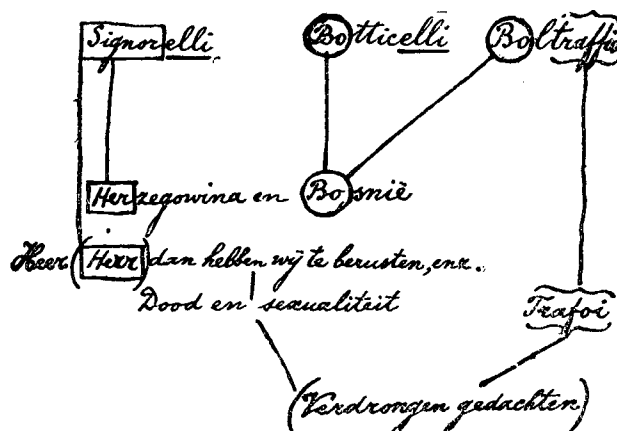 Signorelli Botticelli Boltraffio
Herzegowina en Bosnië
Heer (Herr) dan hebben wij te berusten, enz.
Dood en sexualiteit
Trafoi
(Verdrongen gedachten)